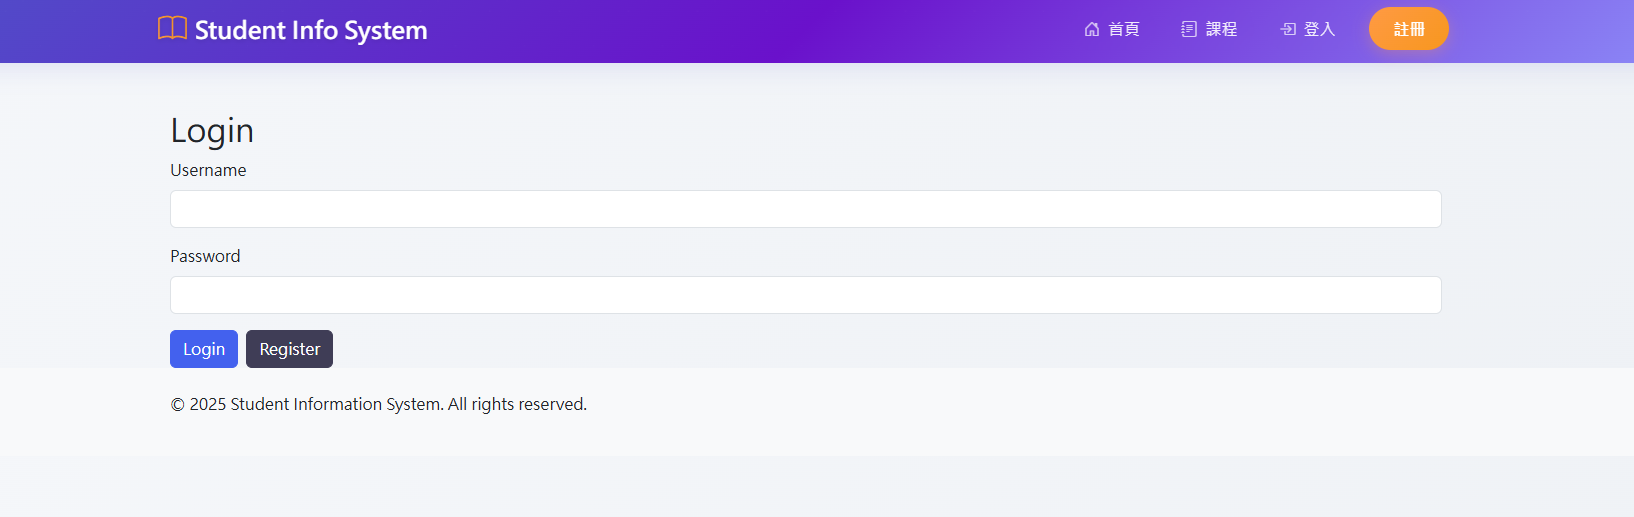 Student Info System 首頁 課程 登入 註冊
Login
Username
Password
Login Register
© 2025 Student Information System. All rights reserved.